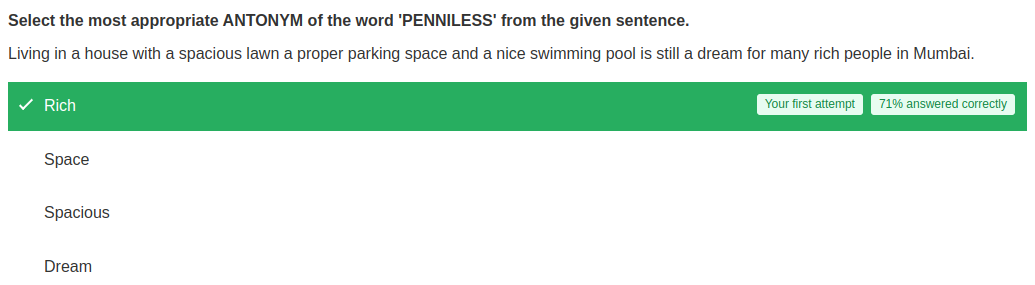 Select the most appropriate ANTONYM of the word 'PENNILESS' from the given sentence.
Living in a house with a spacious lawn a proper parking space and a nice swimming pool is still a dream for many rich people in Mumbai.
Rich Your first attempt 71% answered correctly
Space
Spacious
Dream